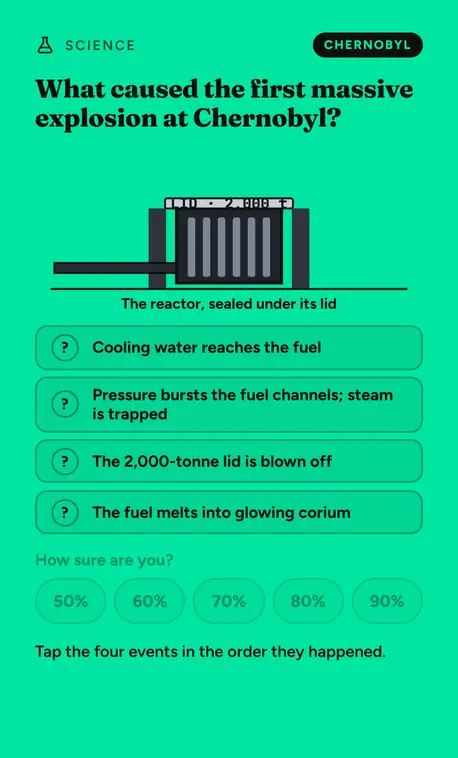 SCIENCE
CHERNOBYL
What caused the first massive
explosion at Chernobyl?
LID · 2,000 t
The reactor, sealed under its lid
? Cooling water reaches the fuel
? Pressure bursts the fuel channels; steam
is trapped
? The 2,000-tonne lid is blown off
? The fuel melts into glowing corium
How sure are you?
50% 60% 70% 80% 90%
Tap the four events in the order they happened.